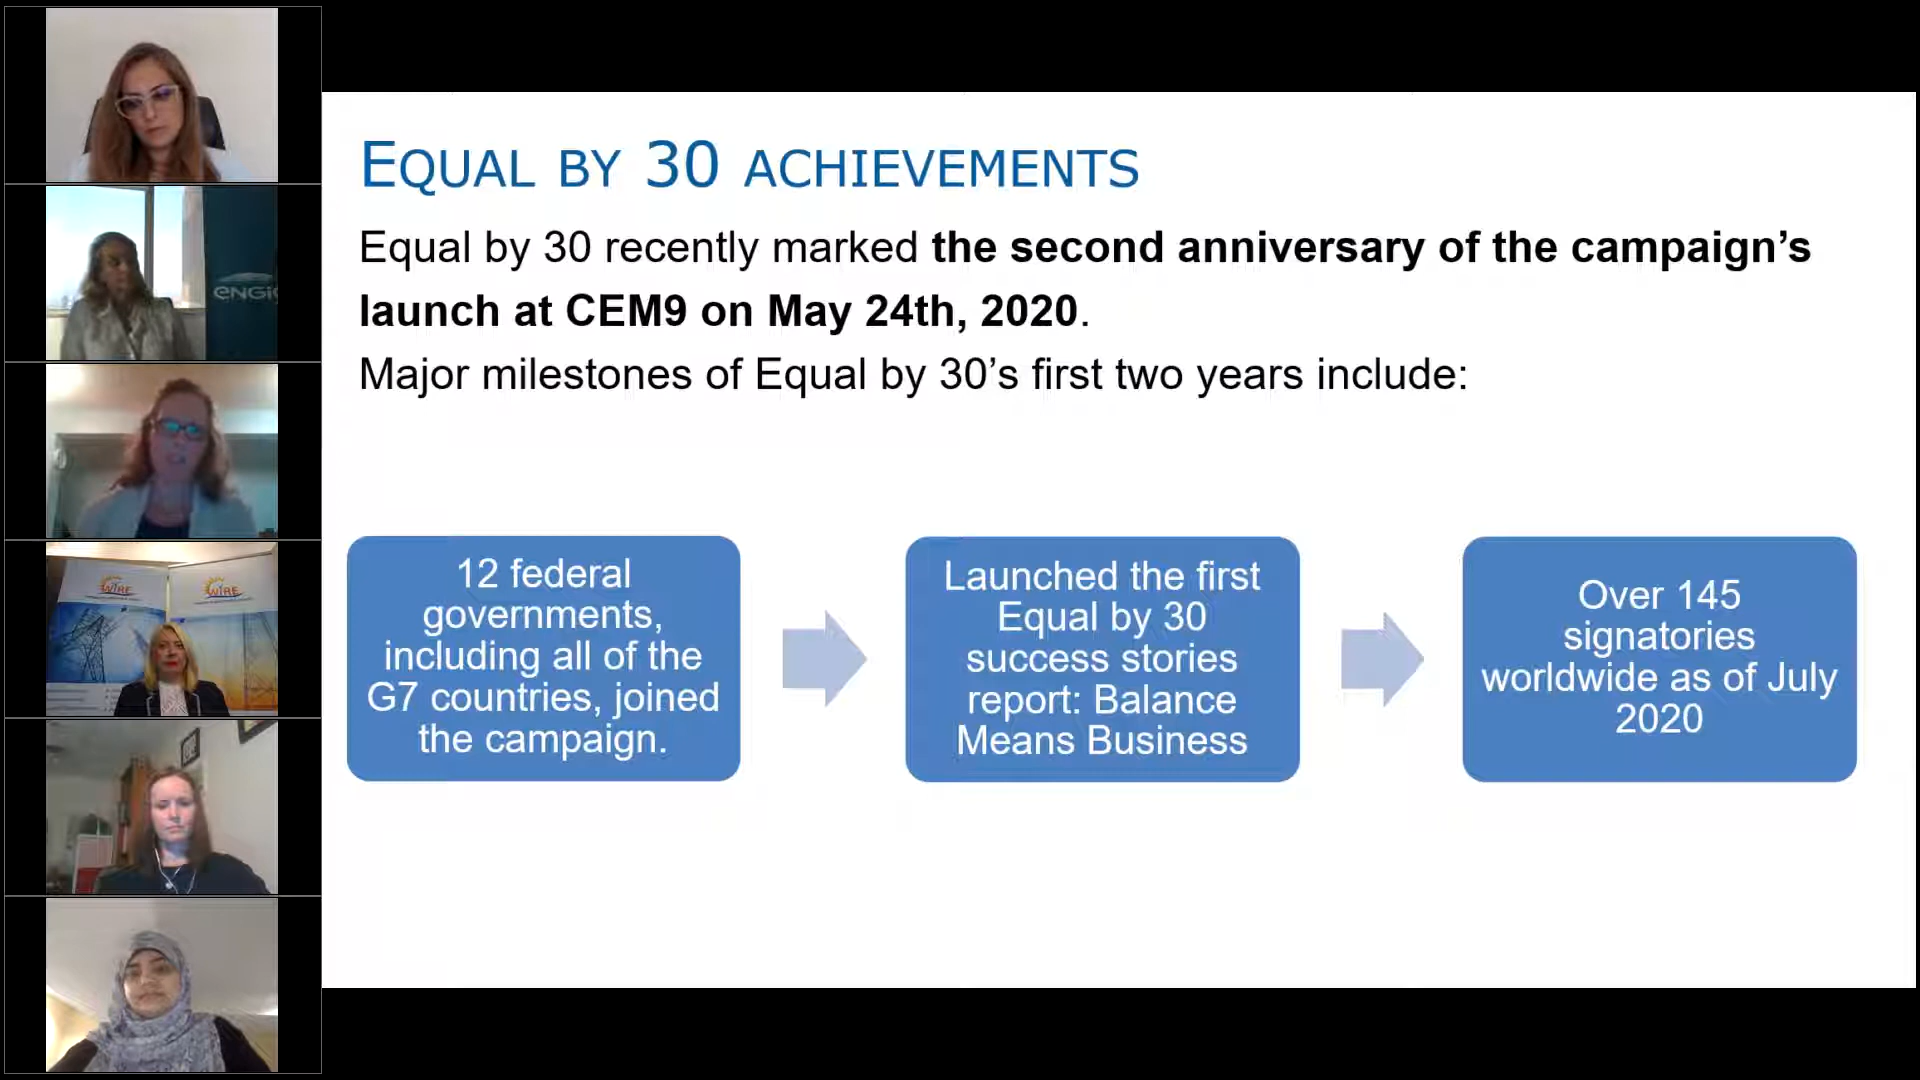 EQUAL BY 30 ACHIEVEMENTS
Equal by 30 recently marked the second anniversary of the campaign’s
launch at CEM9 on May 24th, 2020.
Major milestones of Equal by 30’s first two years include:
12 federal
governments,
including all of the
G7 countries, joined
the campaign.
Launched the first
Equal by 30
success stories
report: Balance
Means Business
Over 145
signatories
worldwide as of July
2020
ENGI
WIRE
WIRE